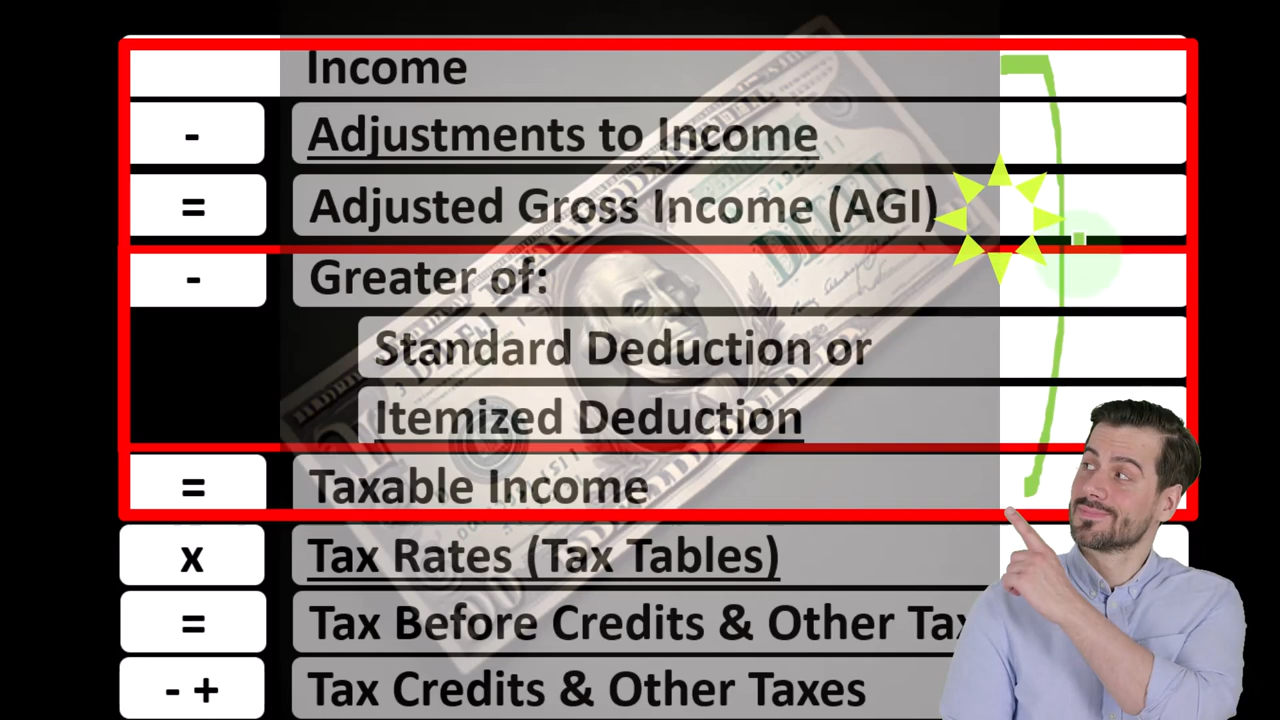 Income
- Adjustments to Income
= Adjusted Gross Income (AGI)
- Greater of:
Standard Deduction or
Itemized Deduction
= Taxable Income
x Tax Rates (Tax Tables)
= Tax Before Credits & Other
- + Tax Credits & Other Taxes